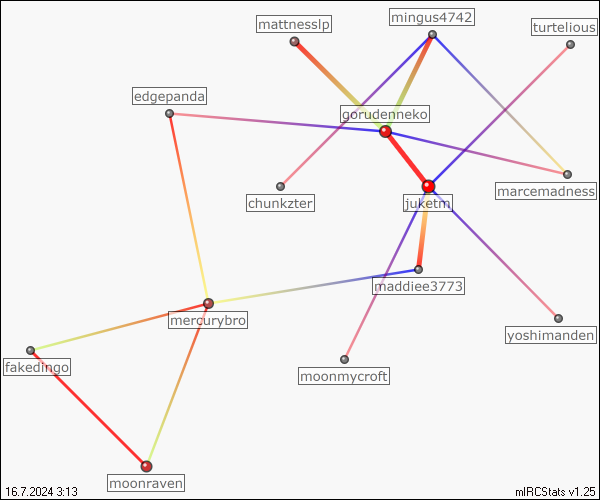 mingus4742
mattnesslp
turtelious
edgepanda
gorudenneko
marcemadness
chunkzter
juketm
maddiee3773
mercurybro
yoshimanden
fakedingo
moonmycroft
moonraven
16.7.2024 3:13
mIRCStats v1.25